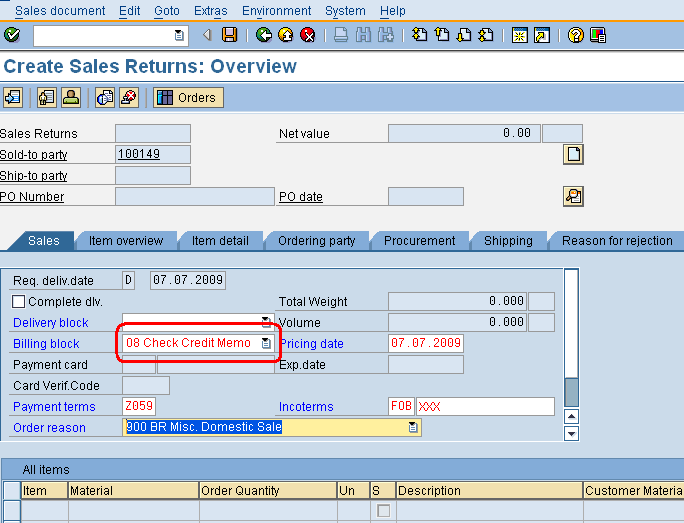 Sales document Edit Goto Extras Environment System Help
Create Sales Returns: Overview
Orders
Sales Returns Net value 0.00
Sold-to party 100149
Ship-to party
PO Number PO date
Sales Item overview Item detail Ordering party Procurement Shipping Reason for rejection
Req. deliv.date D 07.07.2009
Complete dlv. Total Weight 0.000
Delivery block Volume 0.000
Billing block 08 Check Credit Memo Pricing date 07.07.2009
Payment card Exp.date
Card Verif.Code
Payment terms Z059 Incoterms FOB XXX
Order reason 900 BR Misc. Domestic Sale
All items
Item Material Order Quantity Un S Description Customer Materia